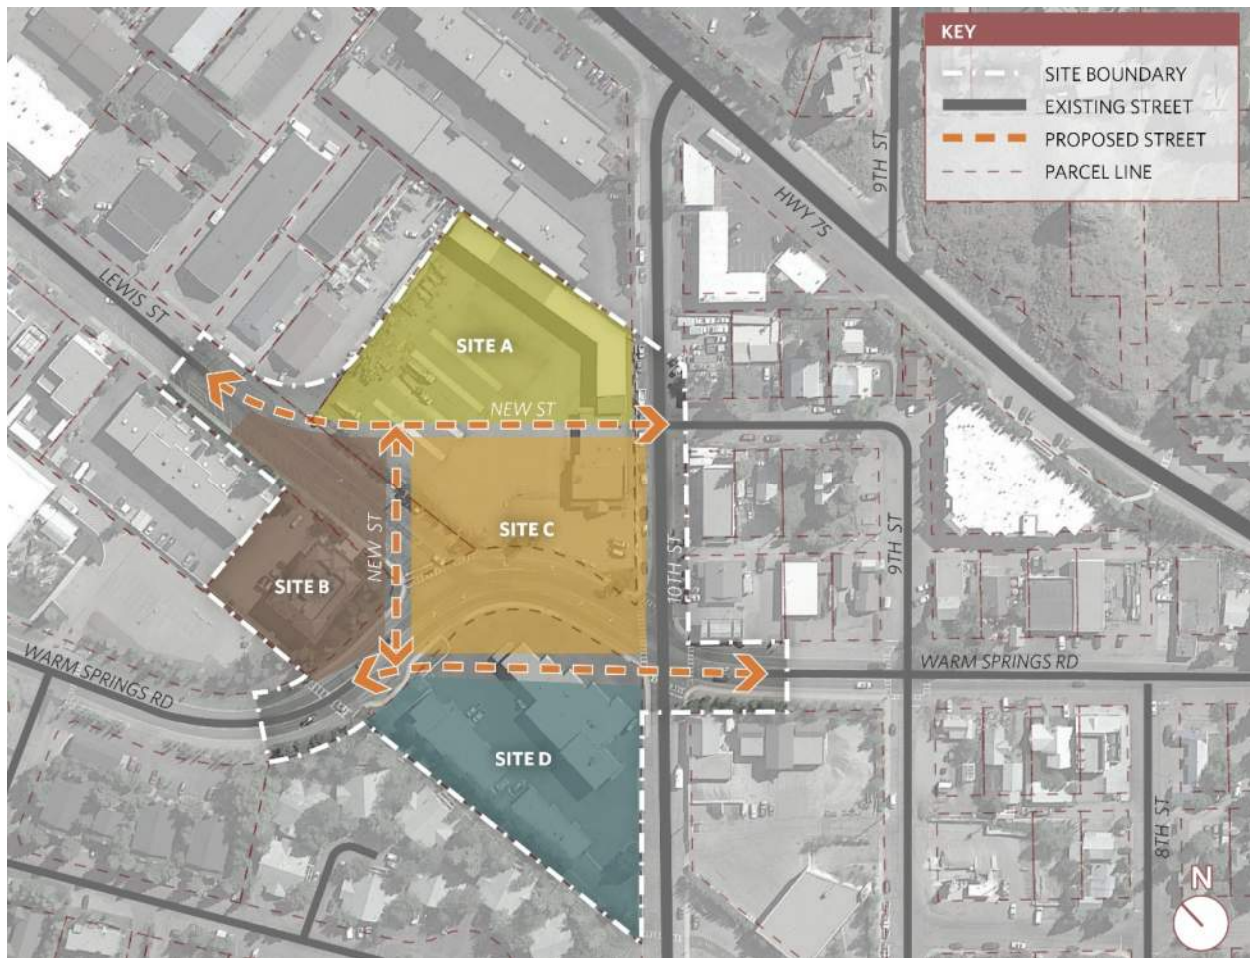 KEY
SITE BOUNDARY
EXISTING STREET
PROPOSED STREET
PARCEL LINE
9TH ST
HWY 75
LEWIS ST
SITE A
NEW ST
SITE C
NEW ST
SITE B
10TH ST
9TH ST
WARM SPRINGS RD
WARM SPRINGS RD
SITE D
8TH ST
N